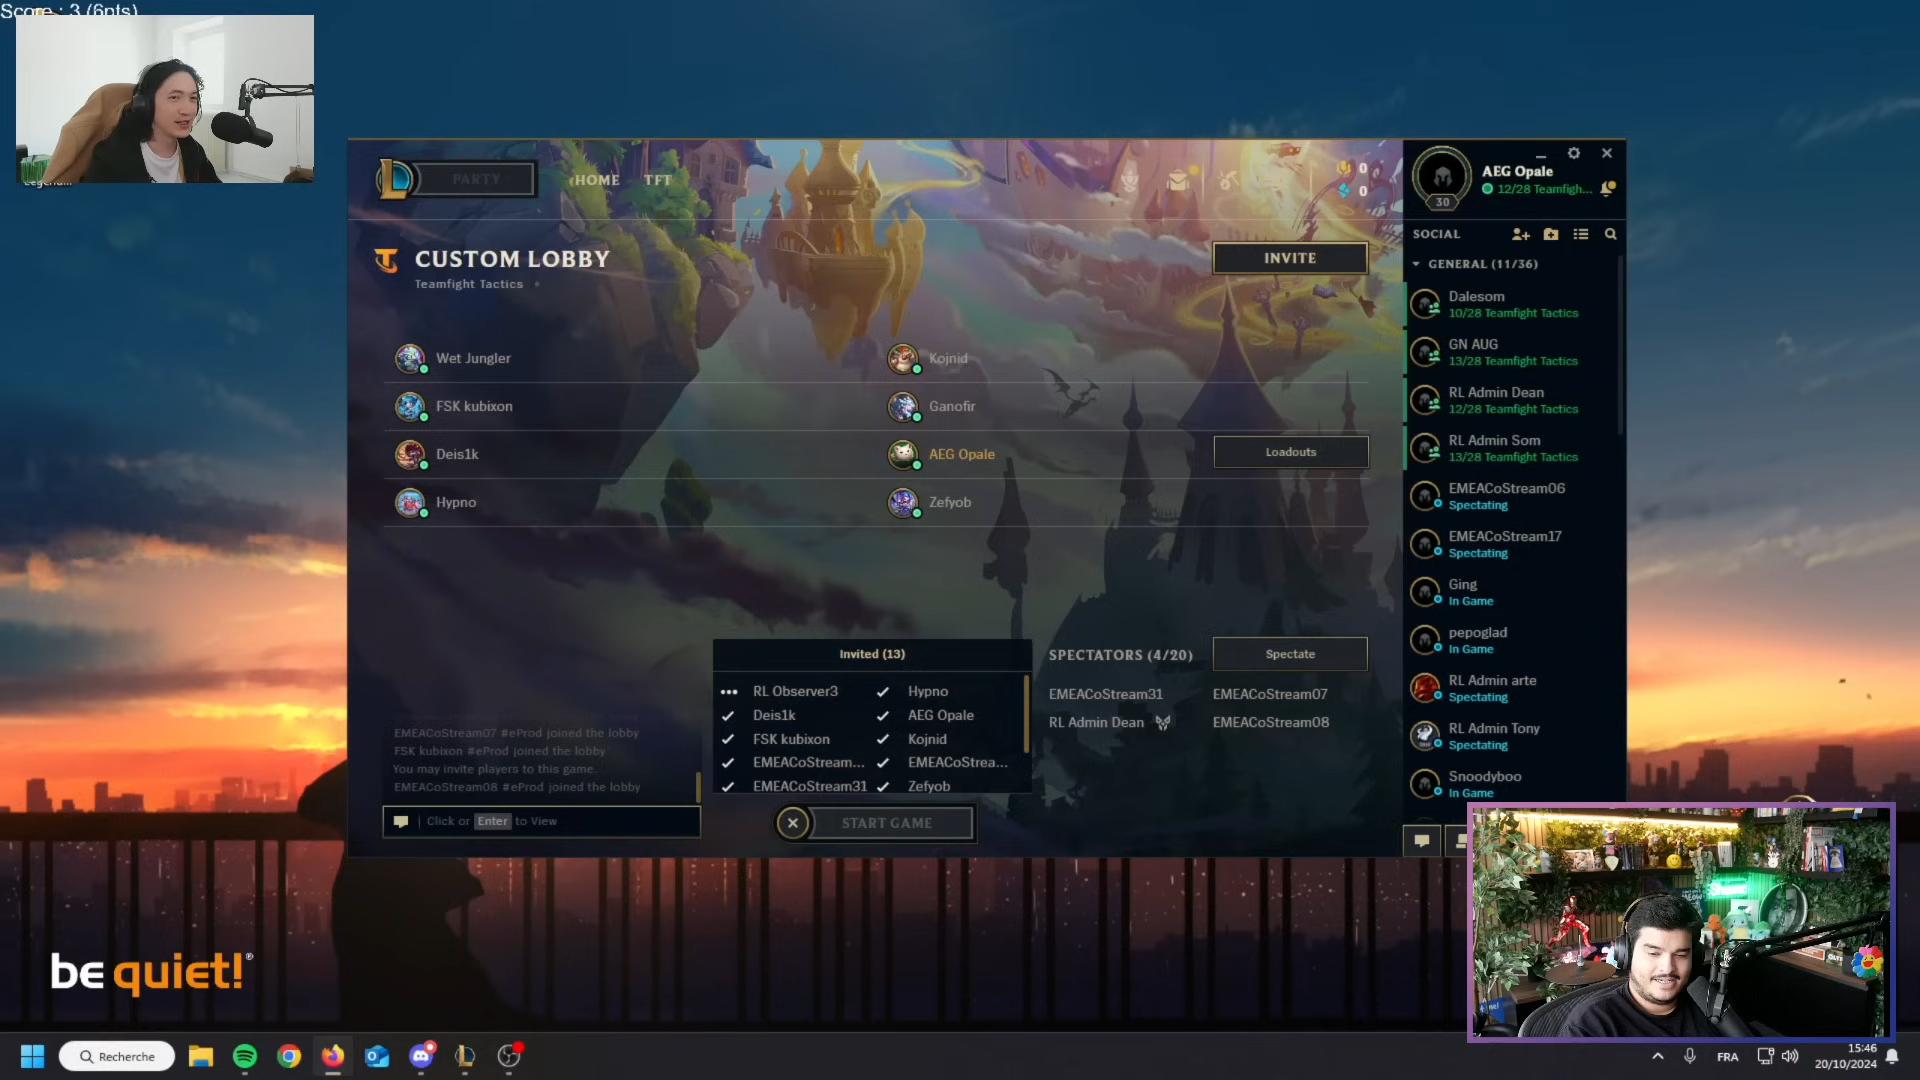 Score : 3 (6pts)
PARTY
HOME
TFT
0
0
AEG Opale
12/28 Teamfigh...
30
SOCIAL
GENERAL (11/36)
CUSTOM LOBBY
Teamfight Tactics
INVITE
Wet Jungler
Kojnid
FSK kubixon
Ganofir
Deis1k
AEG Opale
Loadouts
Hypno
Zefyob
Dalesom
10/28 Teamfight Tactics
GN AUG
13/28 Teamfight Tactics
RL Admin Dean
12/28 Teamfight Tactics
RL Admin Som
13/28 Teamfight Tactics
EMEACoStream06
Spectating
EMEACoStream17
Spectating
Ging
In Game
pepoglad
In Game
RL Admin arte
Spectating
RL Admin Tony
Spectating
Snoodyboo
In Game
Invited (13)
RL Observer3
Hypno
Deis1k
AEG Opale
FSK kubixon
Kojnid
EMEACoStream...
EMEACoStrea...
EMEACoStream31
Zefyob
SPECTATORS (4/20)
Spectate
EMEACoStream31
EMEACoStream07
RL Admin Dean
EMEACoStream08
EMEACoStream07 #eProd joined the lobby
FSK kubixon #eProd joined the lobby
You may invite players to this game.
EMEACoStream08 #eProd joined the lobby
Click or Enter to View
START GAME
be quiet!®
Recherche
FRA
15:46
20/10/2024